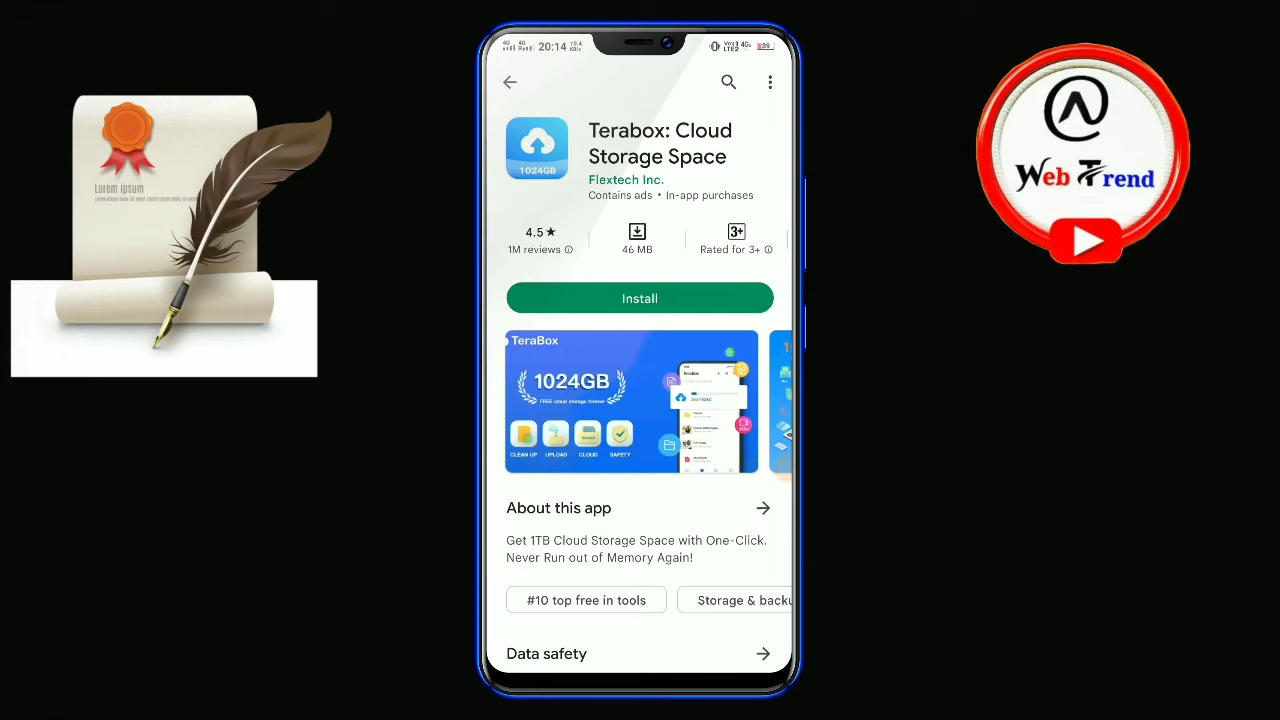 Lorem Ipsum
20:14
39
Terabox: Cloud
Storage Space
1024GB
Flextech Inc.
Contains ads • In-app purchases
4.5★
1M reviews
46 MB
3+
Rated for 3+
Install
TeraBox
1024GB
FREE cloud storage forever
CLEAN UP UPLOAD CLOUD SAFETY
About this app
Get 1TB Cloud Storage Space with One-Click.
Never Run out of Memory Again!
#10 top free in tools
Storage & backu
Data safety
Web Trend